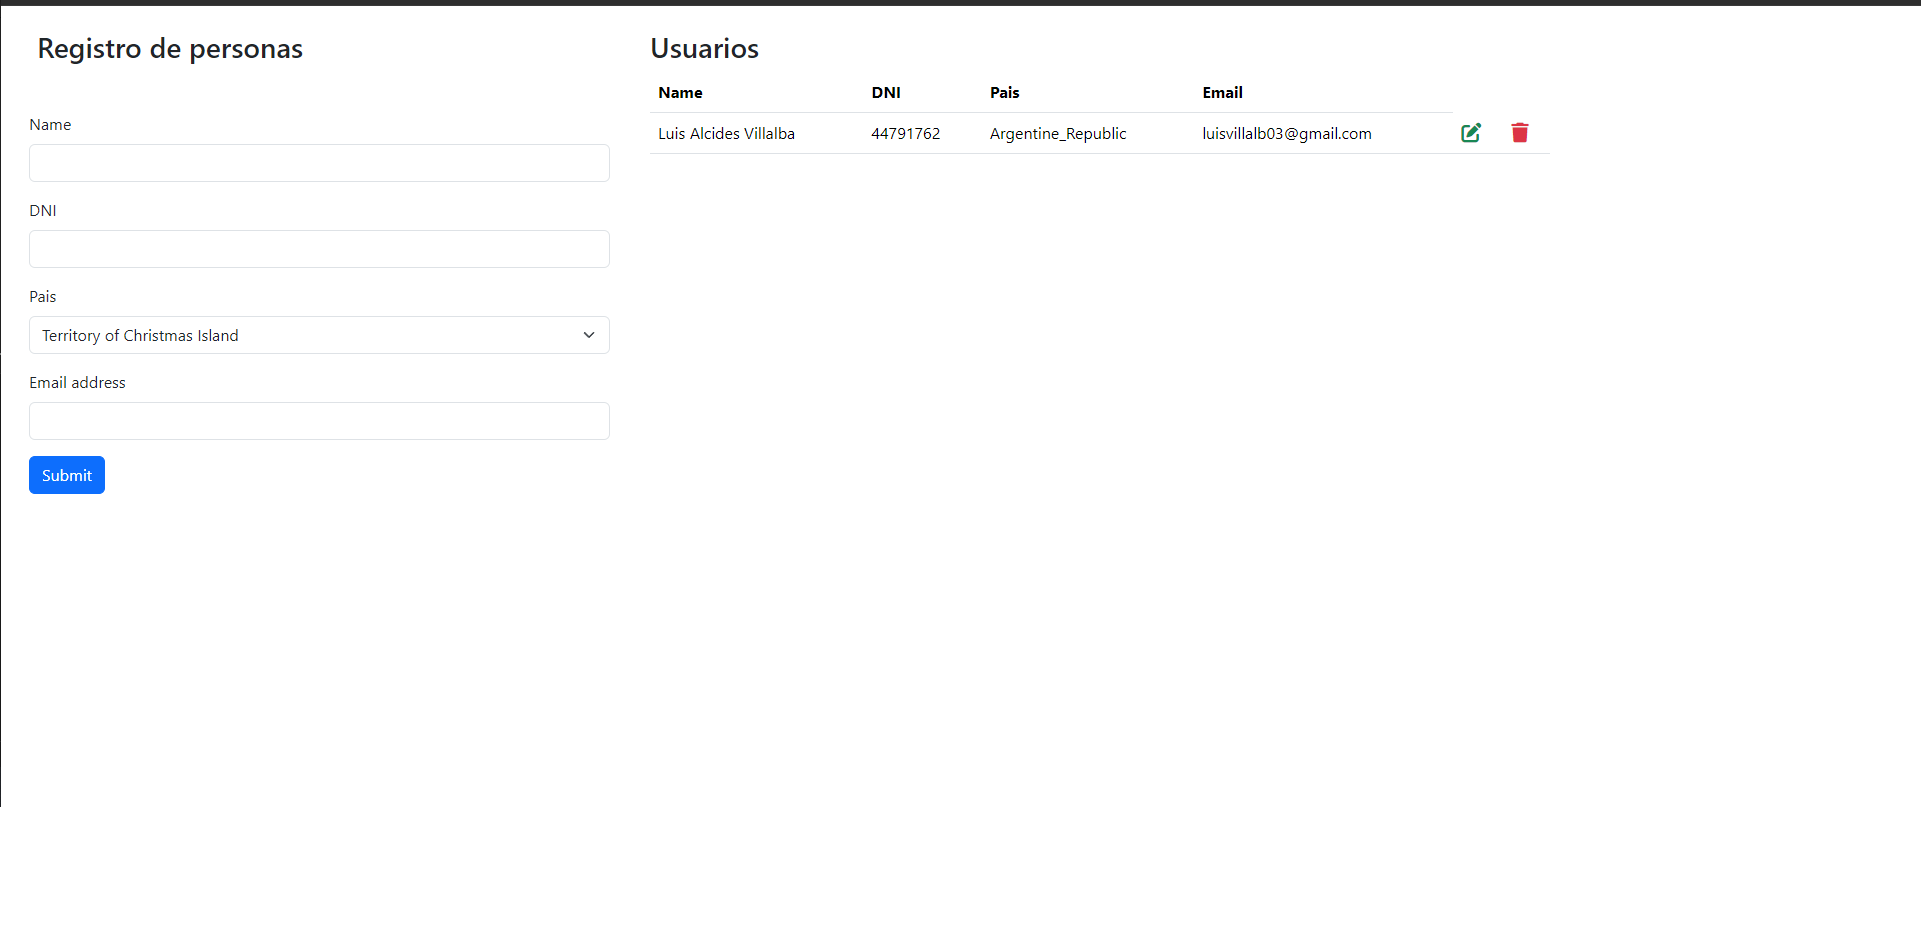 Registro de personas
Name
DNI
Pais
Territory of Christmas Island
Email address
Submit
Usuarios
Name DNI Pais Email
Luis Alcides Villalba 44791762 Argentine_Republic luisvillalb03@gmail.com